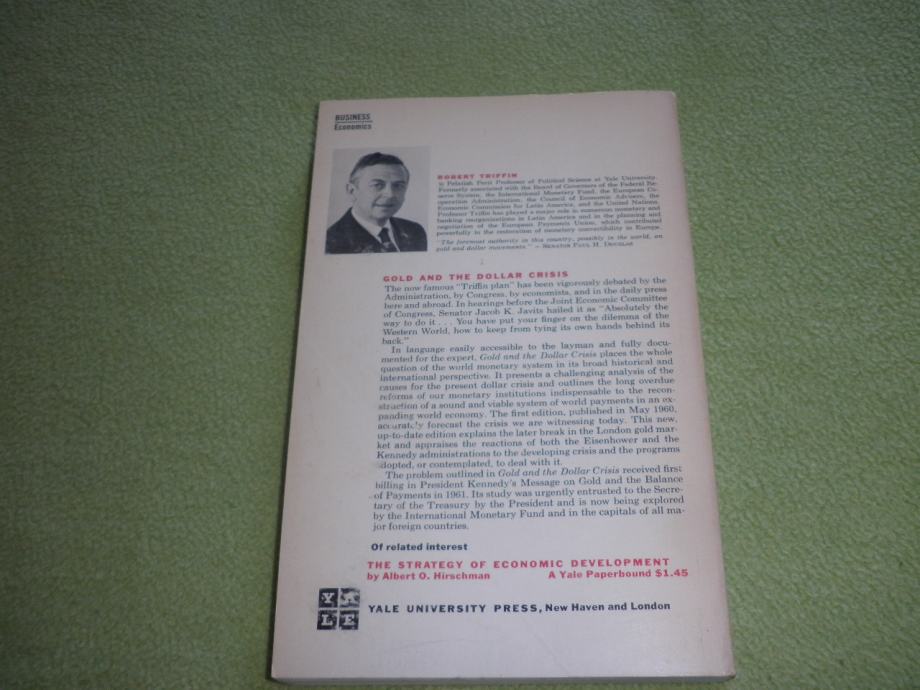 BUSINESS
Economics
ROBERT TRIFFIN
is Pelatiah Perit Professor of Political Science at Yale University.
Formerly associated with the Board of Governors of the Federal Re-
serve System, the International Monetary Fund, the European Co-
operation Administration, the Council of Economic Advisers, the
Economic Commission for Latin America, and the United Nations,
Professor Triffin has played a major role in numerous monetary and
banking reorganizations in Latin America and in the planning and
negotiation of the European Payments Union, which contributed
powerfully to the restoration of monetary convertibility in Europe.
"The foremost authority in this country, possibly in the world, on
gold and dollar movements." – SENATOR PAUL H. DOUGLAS
GOLD AND THE DOLLAR CRISIS
The now famous "Triffin plan" has been vigorously debated by the
Administration, by Congress, by economists, and in the daily press
here and abroad. In hearings before the Joint Economic Committee
of Congress, Senator Jacob K. Javits hailed it as "Absolutely the
way to do it . . . You have put your finger on the dilemma of the
Western World, how to keep from tying its own hands behind its
back."
In language easily accessible to the layman and fully docu-
mented for the expert, Gold and the Dollar Crisis places the whole
question of the world monetary system in its broad historical and
international perspective. It presents a challenging analysis of the
causes for the present dollar crisis and outlines the long overdue
reforms of our monetary institutions indispensable to the recon-
struction of a sound and viable system of world payments in an ex-
panding world economy. The first edition, published in May 1960,
accurately forecast the crisis we are witnessing today. This new,
up-to-date edition explains the later break in the London gold mar-
ket and appraises the reactions of both the Eisenhower and the
Kennedy administrations to the developing crisis and the programs
adopted, or contemplated, to deal with it.
The problem outlined in Gold and the Dollar Crisis received first
billing in President Kennedy's Message on Gold and the Balance
of Payments in 1961. Its study was urgently entrusted to the Secre-
tary of the Treasury by the President and is now being explored
by the International Monetary Fund and in the capitals of all ma-
jor foreign countries.
Of related interest
THE STRATEGY OF ECONOMIC DEVELOPMENT
by Albert O. Hirschman A Yale Paperbound $1.45
YALE
YALE UNIVERSITY PRESS, New Haven and London